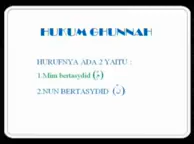 HUKUM GHUNNAH
HURUFNYA ADA 2 YAITU :
1.Mim bertasydid (مّ)
2.NUN BERTASYDID (نّ)